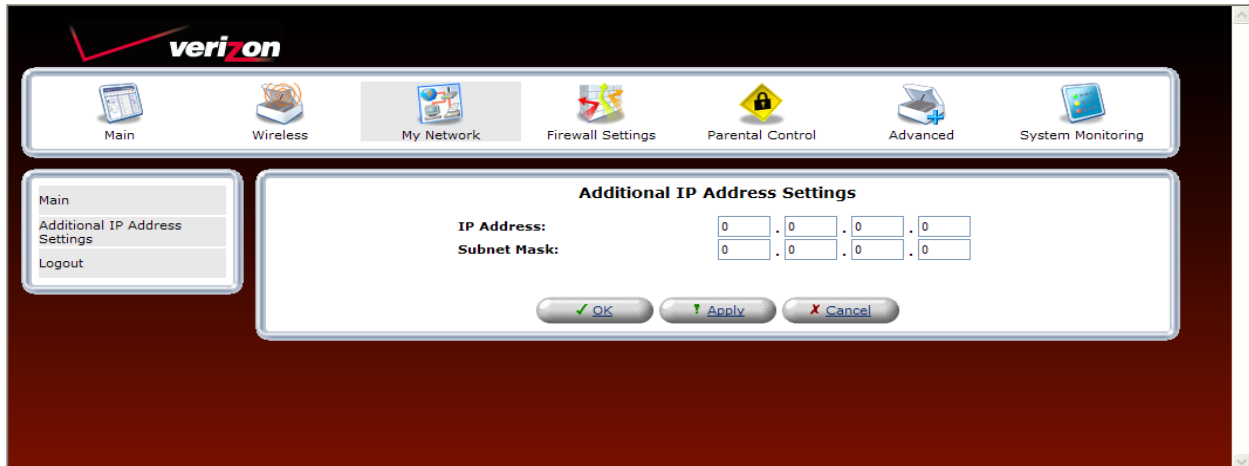 verizon
Main
Wireless
My Network
Firewall Settings
Parental Control
Advanced
System Monitoring
Main
Additional IP Address
Settings
Logout
Additional IP Address Settings
IP Address: 0 . 0 . 0 . 0
Subnet Mask: 0 . 0 . 0 . 0
OK
Apply
Cancel